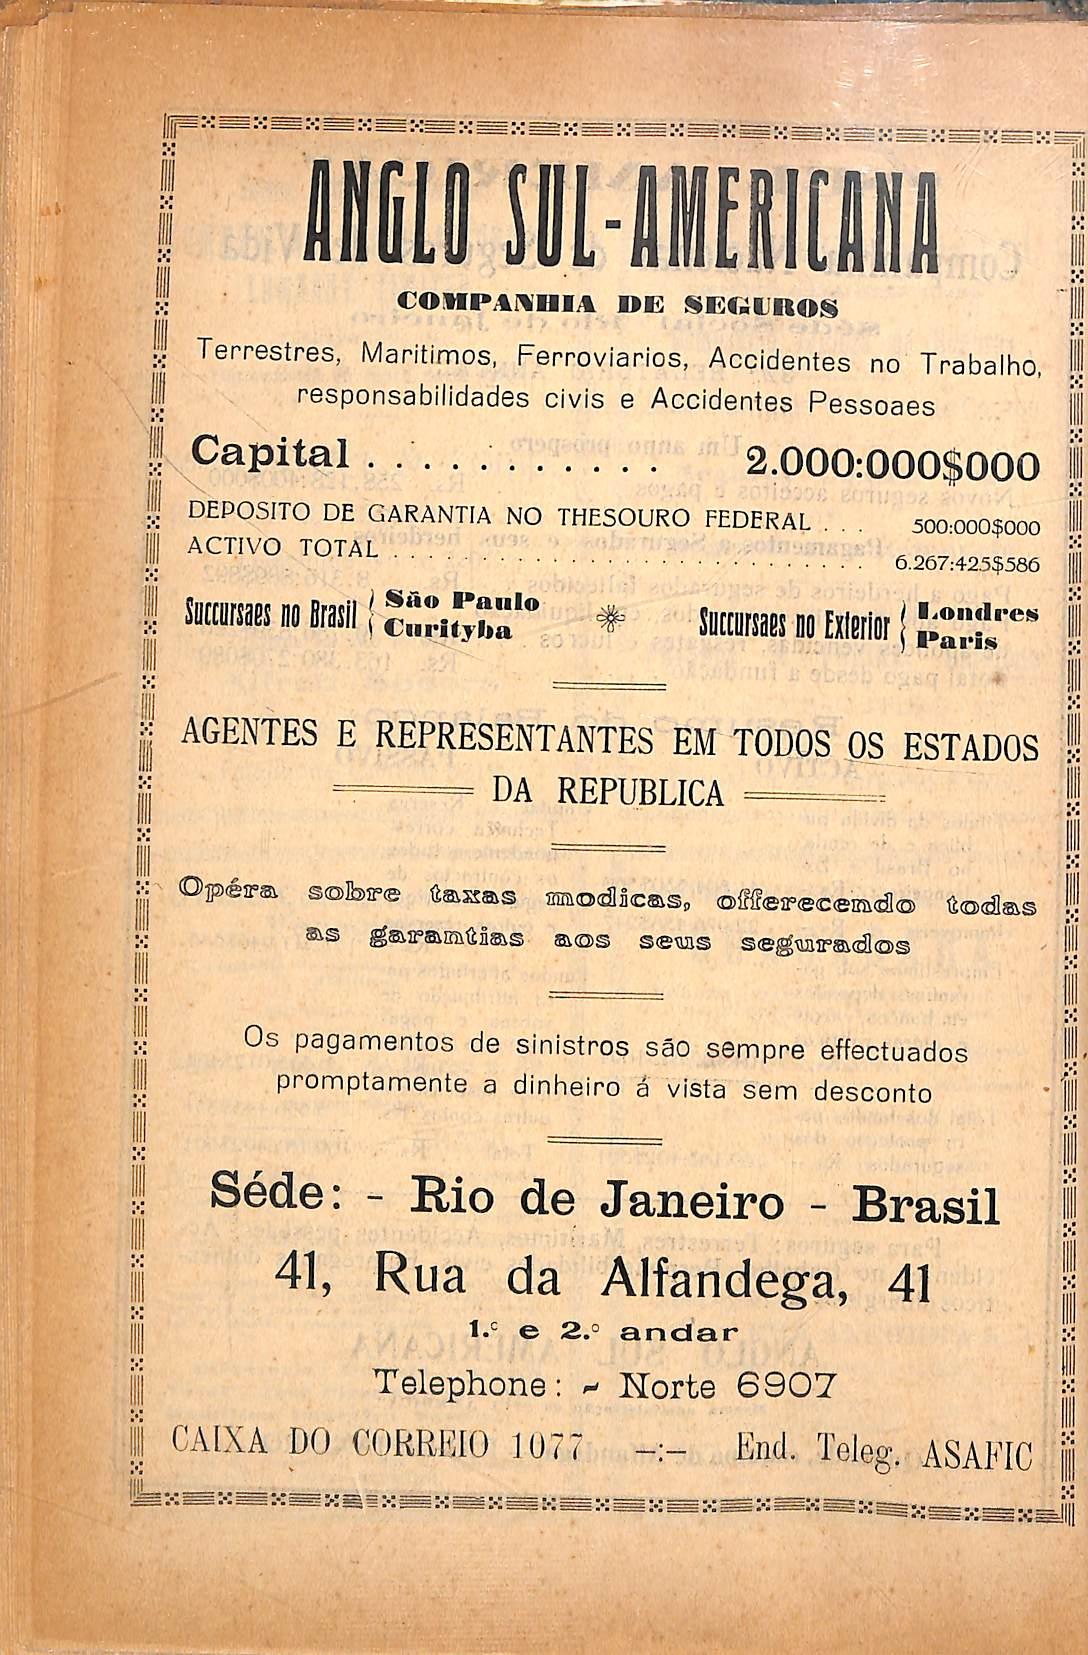 ANGLO SUL-AMERICANA
COMPANHIA DE SEGUROS
Terrestres, Maritimos, Ferroviarios, Accidentes no Trabalho,
responsabilidades civis e Accidentes Pessoaes
Capital . . . . . . . . . . . 2.000:000$000
DEPOSITO DE GARANTIA NO THESOURO FEDERAL . . . 500:000$000
ACTIVO TOTAL . . . . . . . . . . . . . . . . . . . . . . 6.267:425$586
Succursaes no Brasil { São Paulo
Curityba
Succursaes no Exterior { Londres
Paris
AGENTES E REPRESENTANTES EM TODOS OS ESTADOS
DA REPUBLICA
Opéra sobre taxas modicas, offerecendo todas
as garantias aos seus segurados
Os pagamentos de sinistros são sempre effectuados
promptamente a dinheiro á vista sem desconto
Séde: - Rio de Janeiro - Brasil
41, Rua da Alfandega, 41
1.º e 2.º andar
Telephone: - Norte 6907
CAIXA DO CORREIO 1077 —:— End. Teleg. ASAFIC